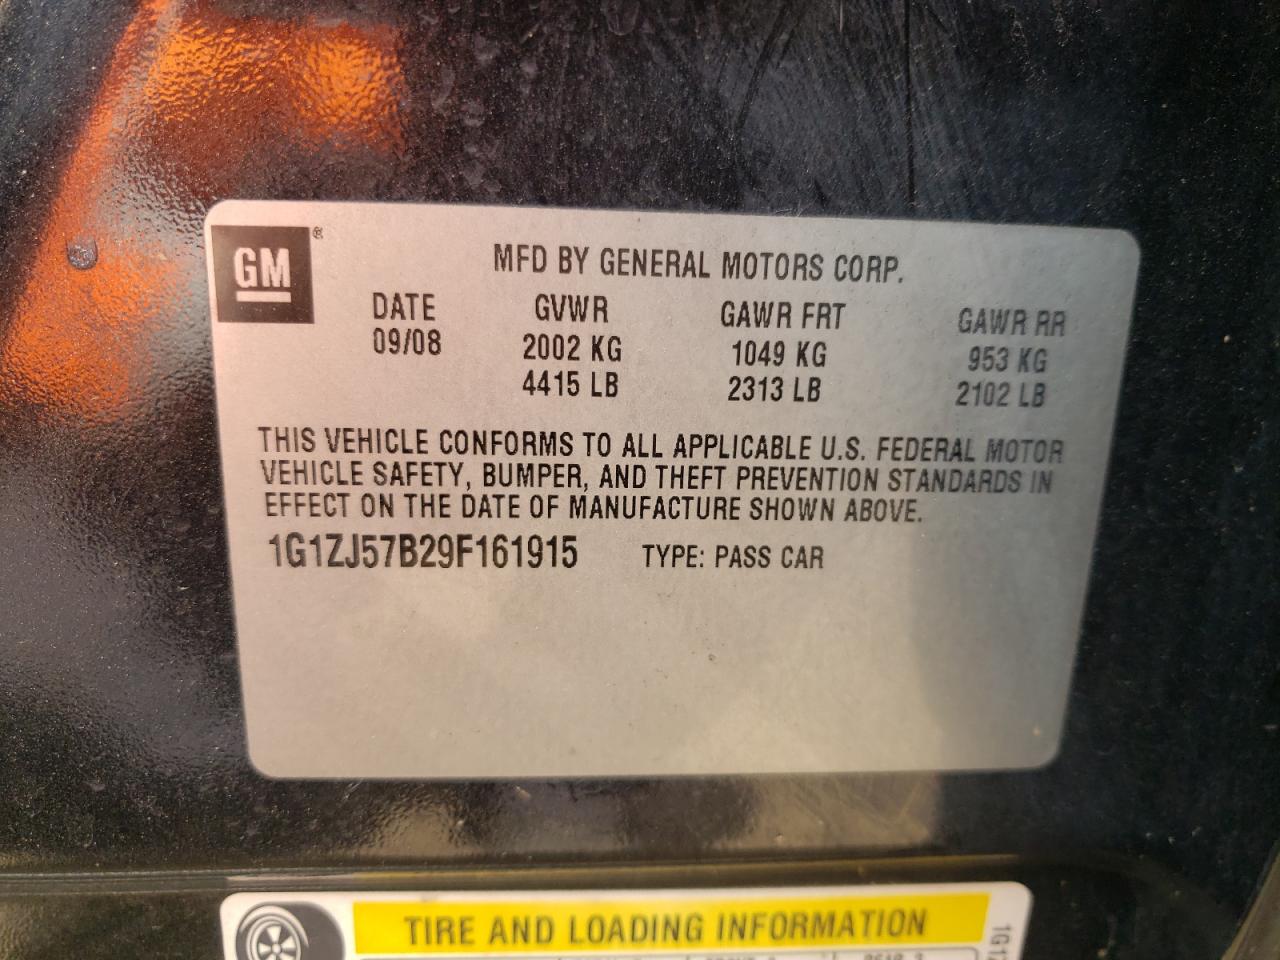 GM ®
MFD BY GENERAL MOTORS CORP.
DATE GVWR GAWR FRT GAWR RR
09/08 2002 KG 1049 KG 953 KG
4415 LB 2313 LB 2102 LB
THIS VEHICLE CONFORMS TO ALL APPLICABLE U.S. FEDERAL MOTOR
VEHICLE SAFETY, BUMPER, AND THEFT PREVENTION STANDARDS IN
EFFECT ON THE DATE OF MANUFACTURE SHOWN ABOVE.
1G1ZJ57B29F161915 TYPE: PASS CAR
TIRE AND LOADING INFORMATION